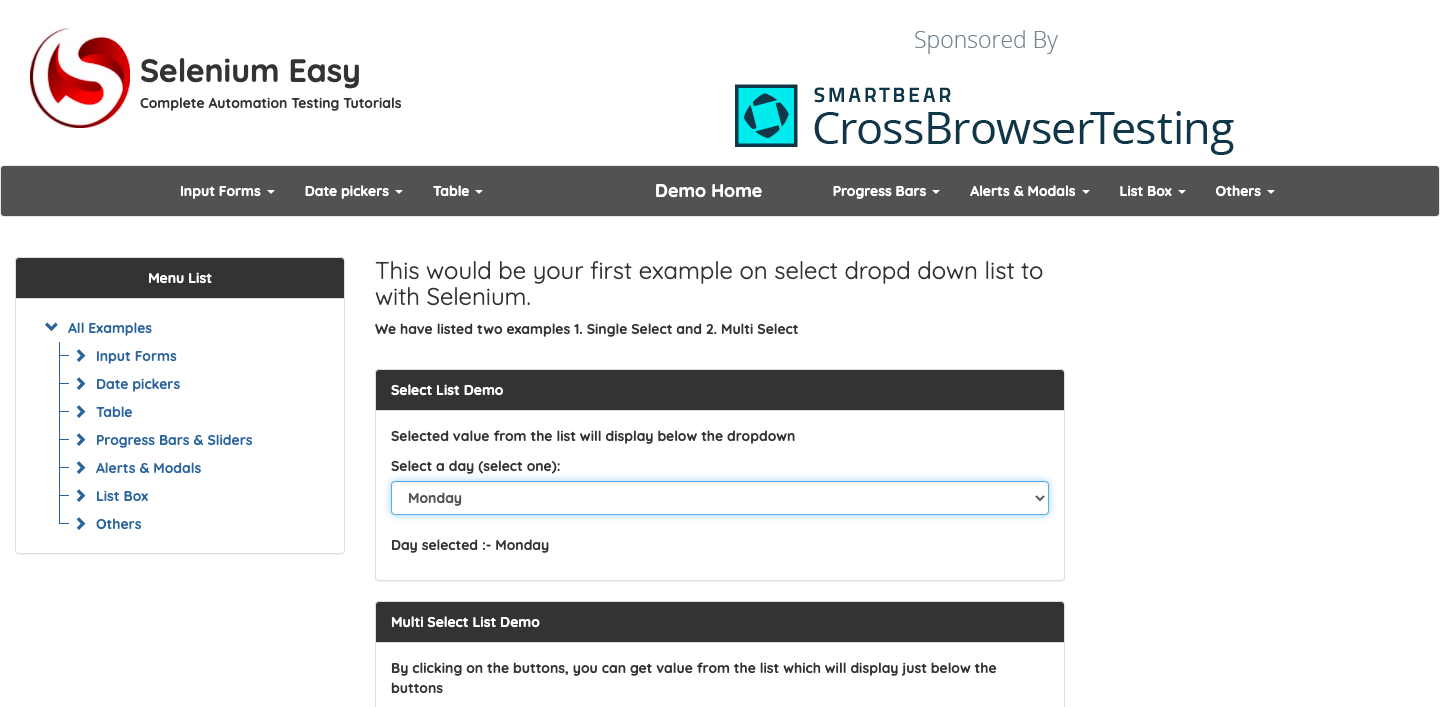 Selenium Easy
Complete Automation Testing Tutorials
Sponsored By
SMARTBEAR
CrossBrowserTesting
Input Forms
Date pickers
Table
Demo Home
Progress Bars
Alerts & Modals
List Box
Others
Menu List
All Examples
Input Forms
Date pickers
Table
Progress Bars & Sliders
Alerts & Modals
List Box
Others
This would be your first example on select dropd down list to
with Selenium.
We have listed two examples 1. Single Select and 2. Multi Select
Select List Demo
Selected value from the list will display below the dropdown
Select a day (select one):
Monday
Day selected :- Monday
Multi Select List Demo
By clicking on the buttons, you can get value from the list which will display just below the
buttons